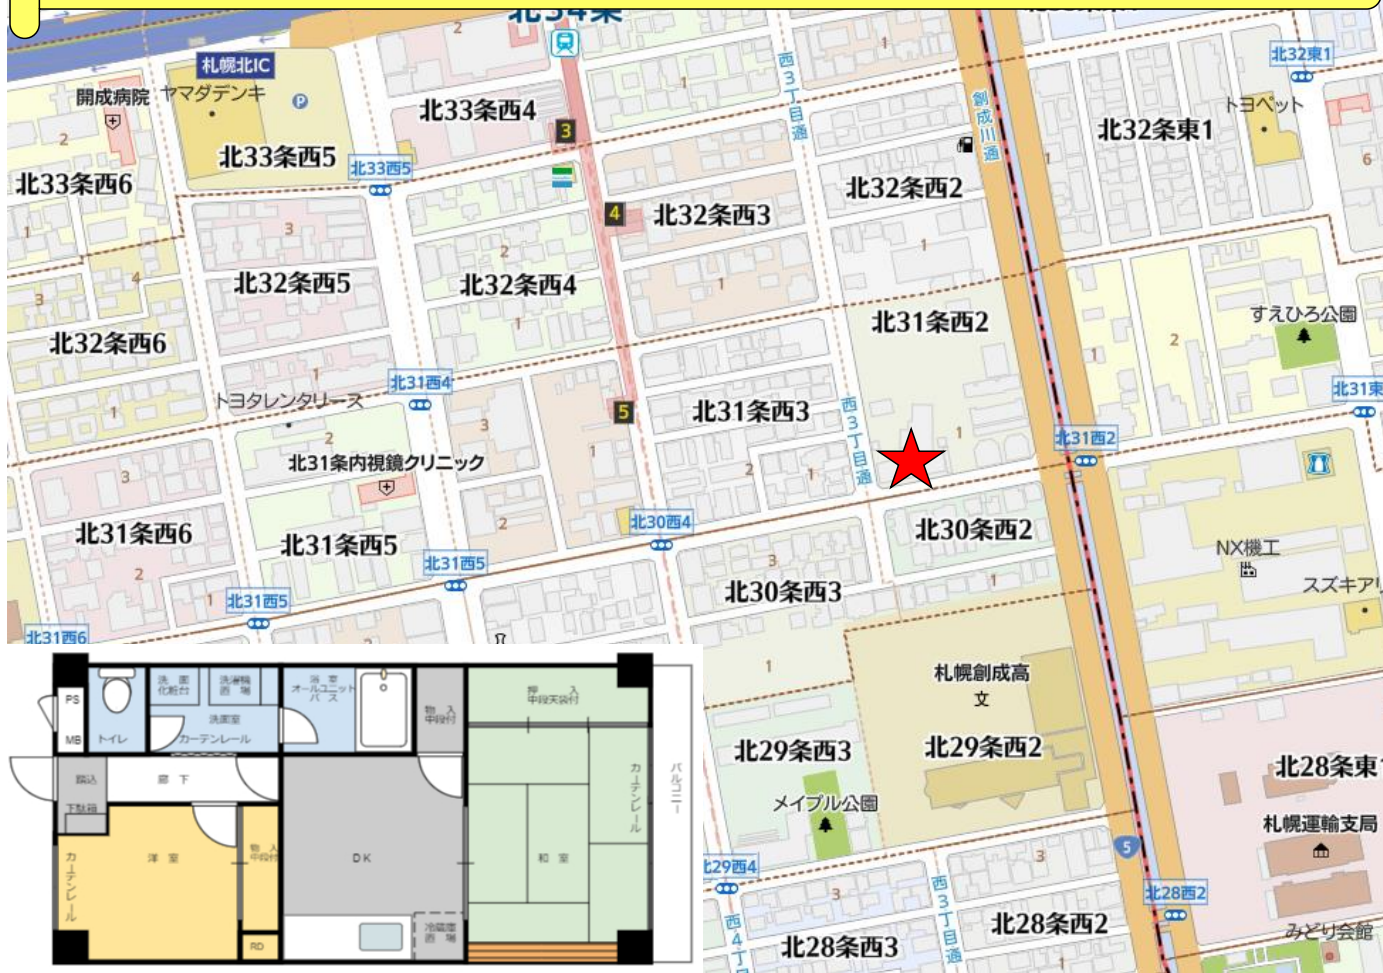 北34条
札幌北IC
開成病院
ヤマダデンキ
P
北33条西4
北33条西5
北33西5
北33条西6
3
西3丁目通
創成川通
北32東1
トヨペット
北32条東1
北32条西2
4
北32条西3
北32条西5
北32条西4
北32条西6
北31条西2
すえひろ公園
北31西4
トヨタレンタリース
5
北31条西3
西3丁目通
北31西2
北31東
北31条内視鏡クリニック
北30西4
北31条西6
北31条西5
北31西5
北31西5
北31西6
北30条西2
北30条西3
NX機工
スズキアリ
札幌創成高
文
北29条西3
北29条西2
北28条東1
メイプル公園
札幌運輸支局
5
北29西4
北28西2
西4丁
西3丁目通
北28条西3
北28条西2
みどり会館
PS
MB
トイレ
洗面
化粧台
洗濯機
置場
洗面室
カーテンレール
浴室
オールユニット
バス
物入
中段付
押入
中段天袋付
踏込
下駄箱
廊下
カーテンレール
洋室
物入
中段付
RD
DK
冷蔵庫
置場
和室
カーテンレール
バルコニー